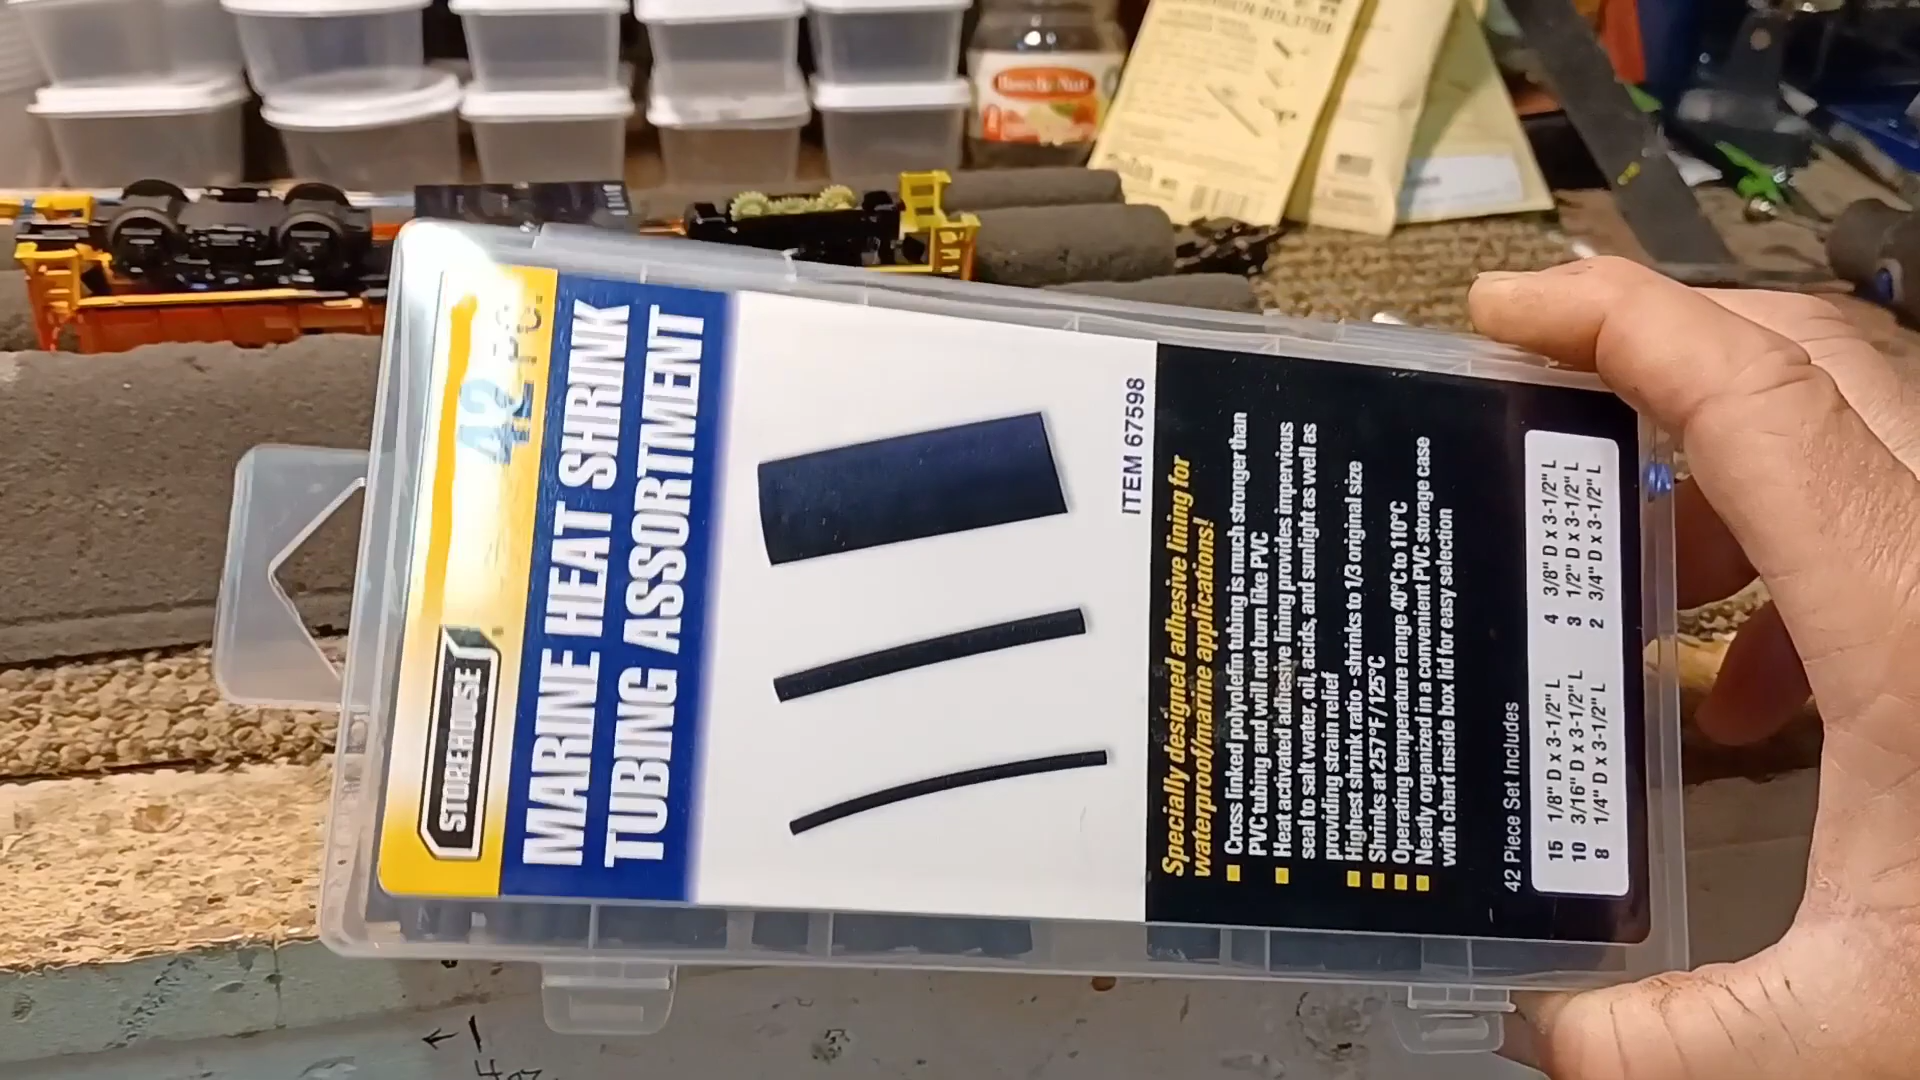 STOREHOUSE
42 PC.
MARINE HEAT SHRINK
TUBING ASSORTMENT
ITEM 67598
Specially designed adhesive lining for
waterproof/marine applications!
Cross linked polyolefin tubing is much stronger than
PVC tubing and will not burn like PVC
Heat activated adhesive lining provides impervious
seal to salt water, oil, acids, and sunlight as well as
providing strain relief
Highest shrink ratio - shrinks to 1/3 original size
Shrinks at 257°F/125°C
Operating temperature range 40°C to 110°C
Neatly organized in a convenient PVC storage case
with chart inside box lid for easy selection
42 Piece Set Includes
15 1/8" D x 3-1/2" L
10 3/16" D x 3-1/2" L
8 1/4" D x 3-1/2" L
4 3/8" D x 3-1/2" L
3 1/2" D x 3-1/2" L
2 3/4" D x 3-1/2" L